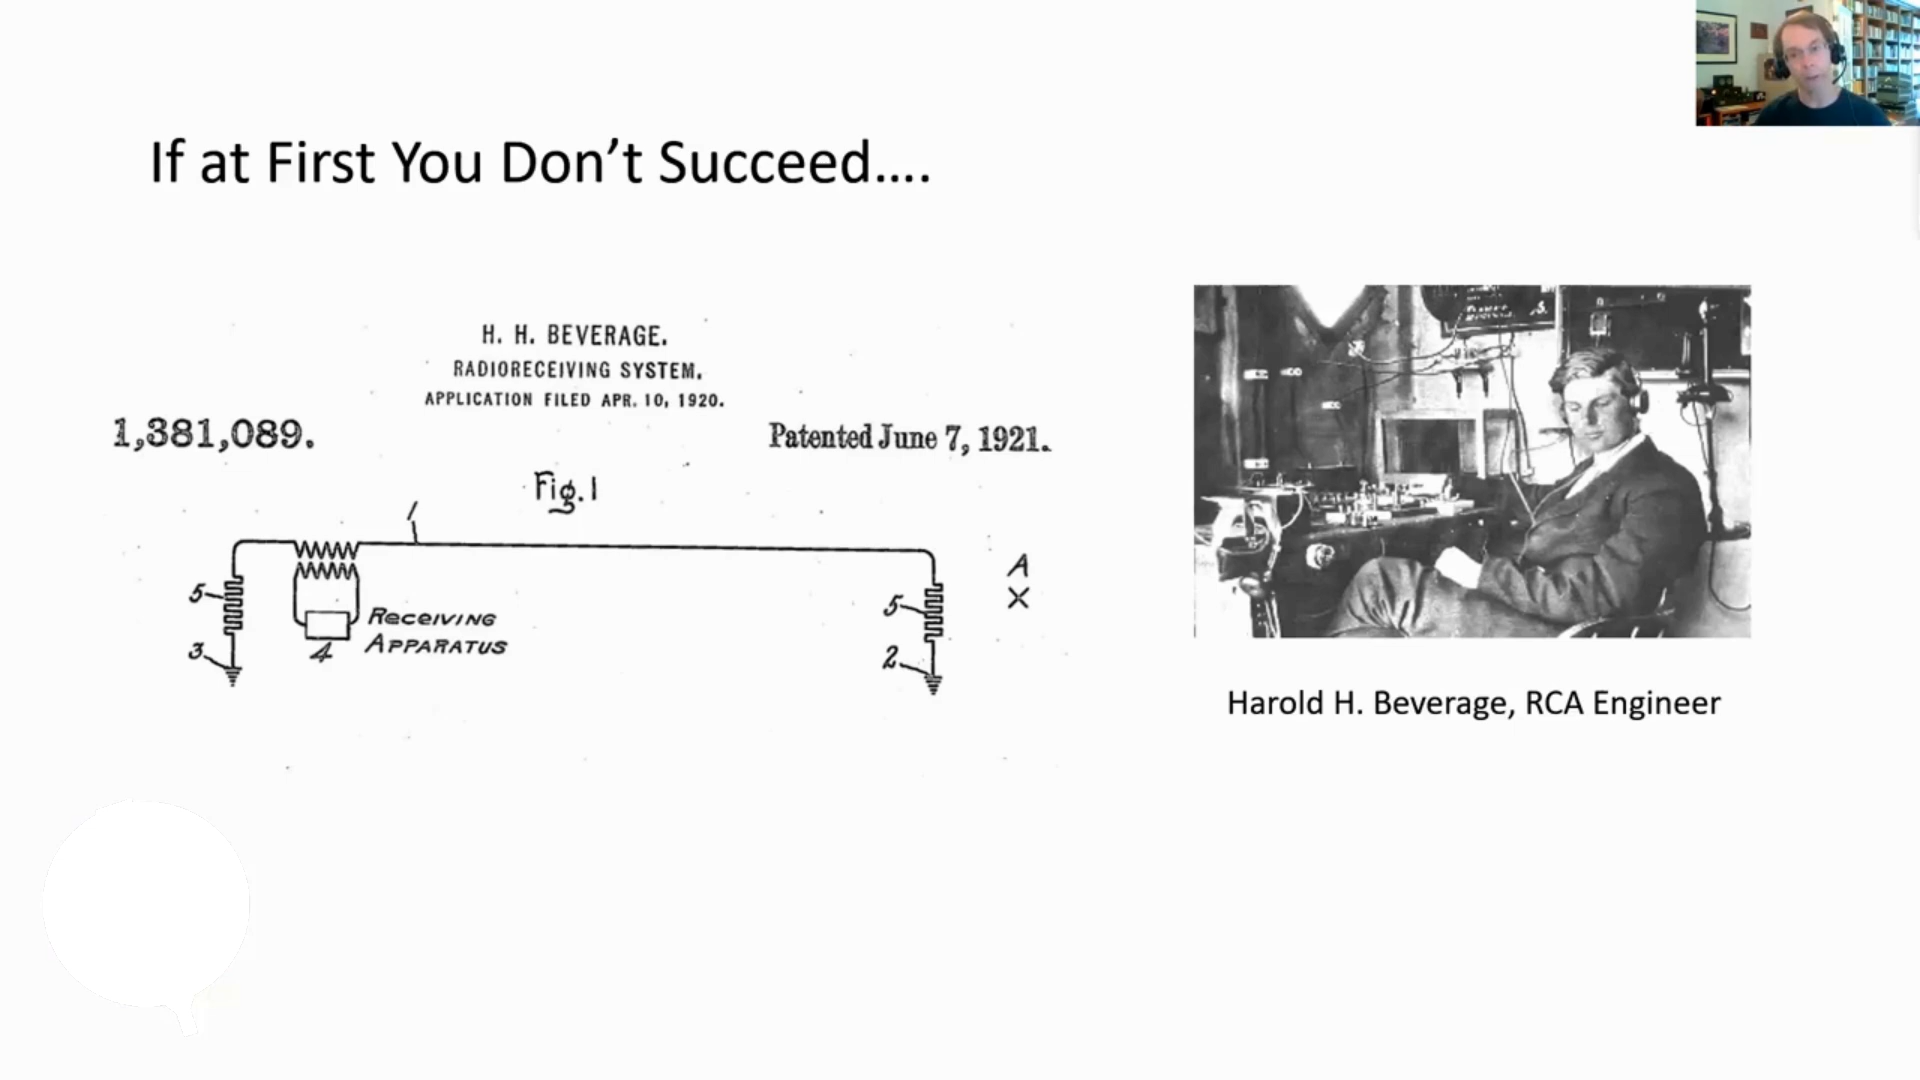 If at First You Don’t Succeed....
H. H. BEVERAGE.
RADIORECEIVING SYSTEM.
APPLICATION FILED APR. 10, 1920.
1,381,089.
Patented June 7, 1921.
Fig. 1
1
5
3
4
RECEIVING
APPARATUS
5
2
A
X
Harold H. Beverage, RCA Engineer